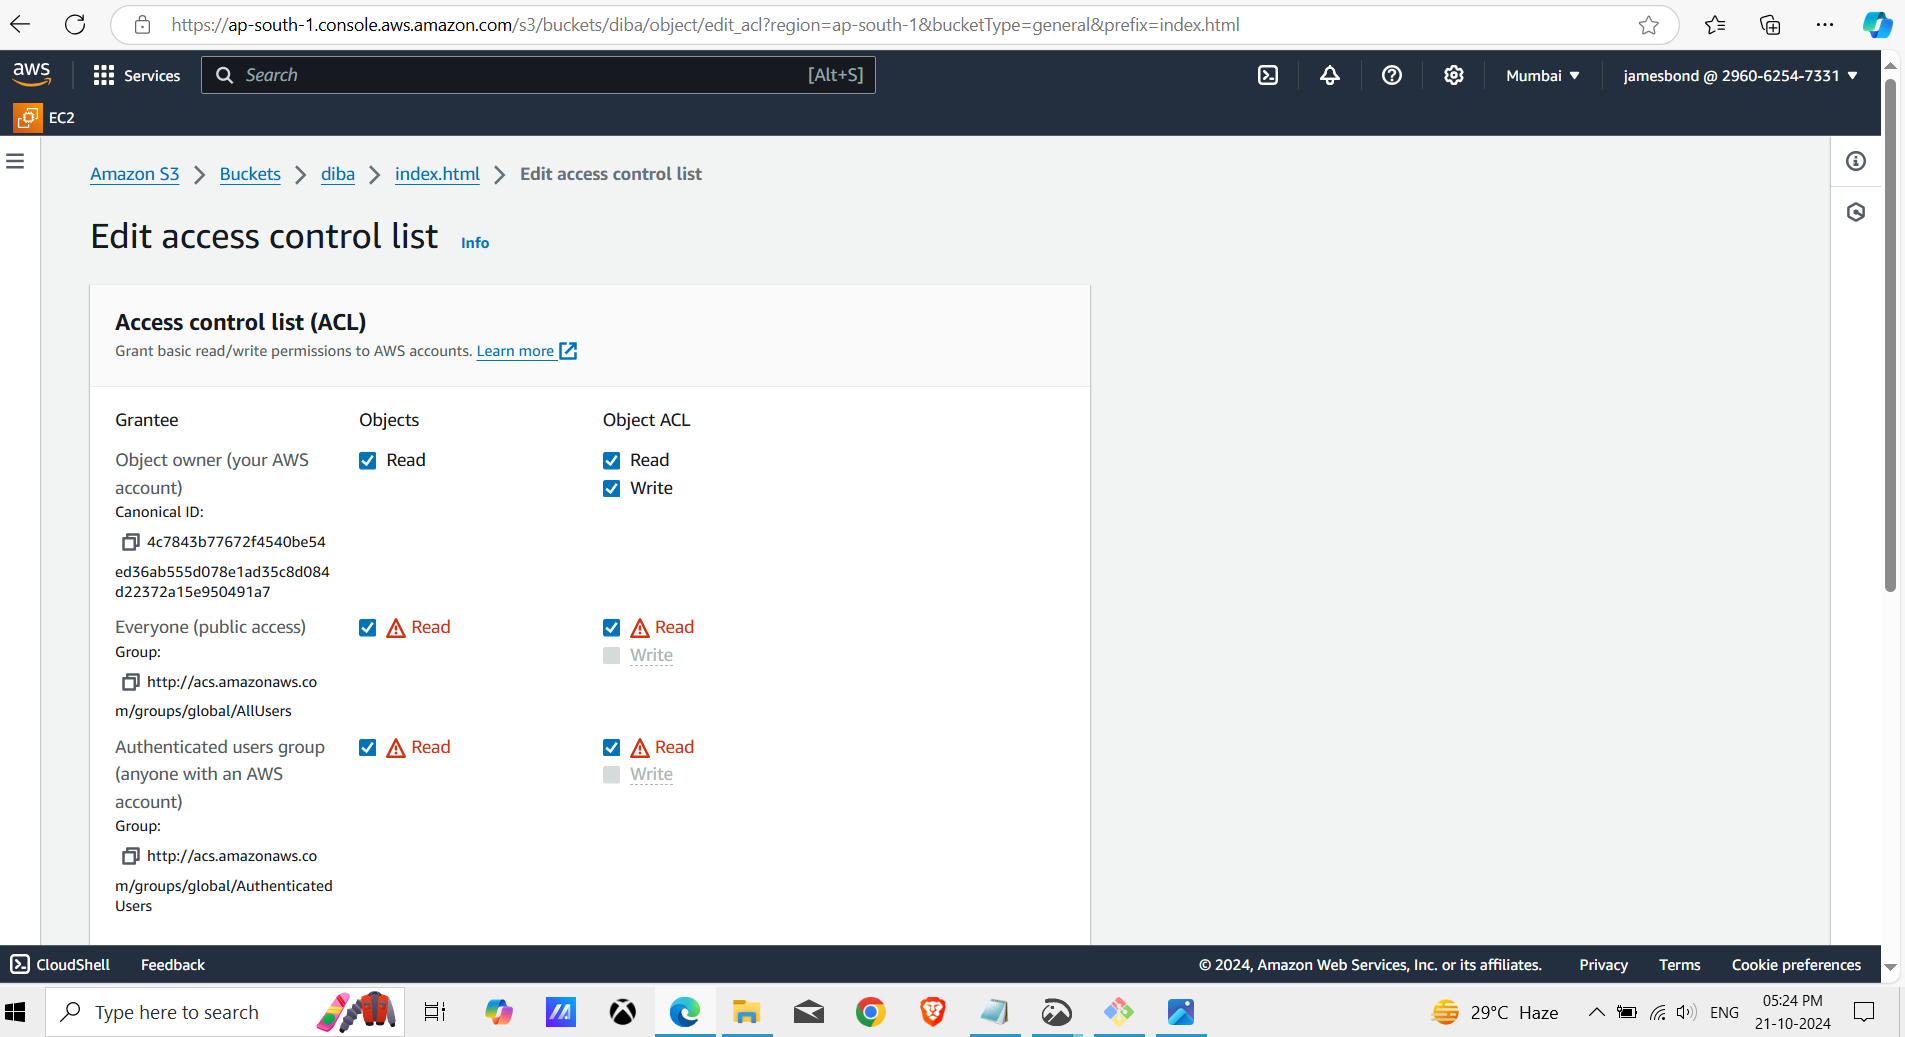 https://ap-south-1.console.aws.amazon.com/s3/buckets/diba/object/edit_acl?region=ap-south-1&bucketType=general&prefix=index.html
aws
Services
Search
[Alt+S]
Mumbai
jamesbond @ 2960-6254-7331
EC2
Amazon S3 > Buckets > diba > index.html > Edit access control list
Edit access control list Info
Access control list (ACL)
Grant basic read/write permissions to AWS accounts. Learn more
Grantee Objects Object ACL
Object owner (your AWS Read Read
account) Write
Canonical ID:
4c7843b77672f4540be54
ed36ab555d078e1ad35c8d084
d22372a15e950491a7
Everyone (public access) Read Read
Group: Write
http://acs.amazonaws.co
m/groups/global/AllUsers
Authenticated users group Read Read
(anyone with an AWS Write
account)
Group:
http://acs.amazonaws.co
m/groups/global/Authenticated
Users
CloudShell Feedback © 2024, Amazon Web Services, Inc. or its affiliates. Privacy Terms Cookie preferences
Type here to search
29°C Haze
ENG
05:24 PM
21-10-2024